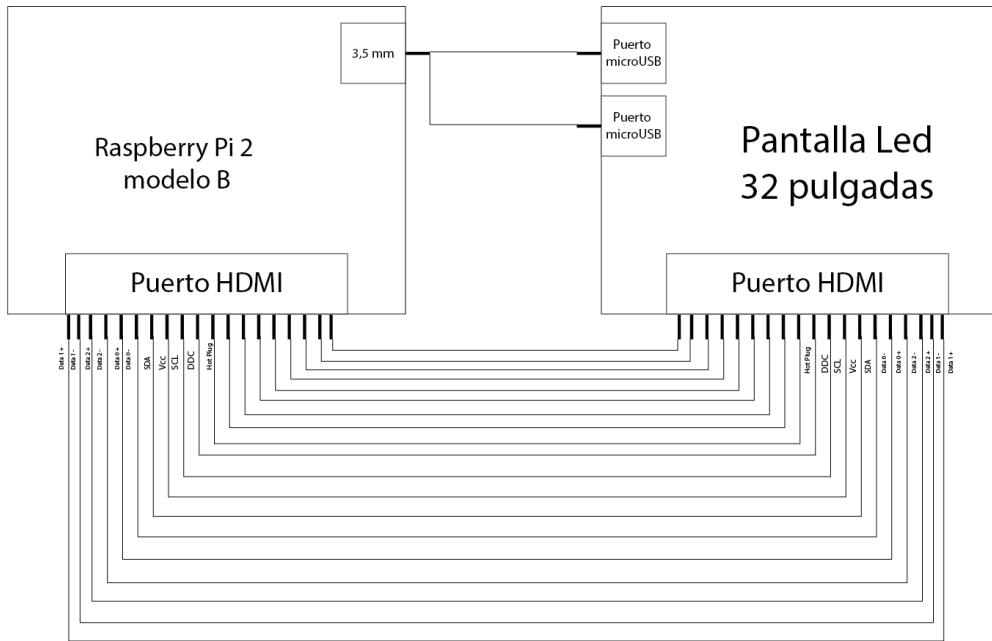 3,5 mm
Puerto
microUSB
Puerto
microUSB
Raspberry Pi 2
modelo B
Pantalla Led
32 pulgadas
Puerto HDMI
Puerto HDMI
Data 1 +
Data 1 -
Data 2 +
Data 2 -
Data 0 +
Data 0 -
SDA
Vcc
SCL
DDC
Hot Plug
Hot Plug
DDC
SCL
Vcc
SDA
Data 0 -
Data 0 +
Data 2 -
Data 2 +
Data 1 -
Data 1 +